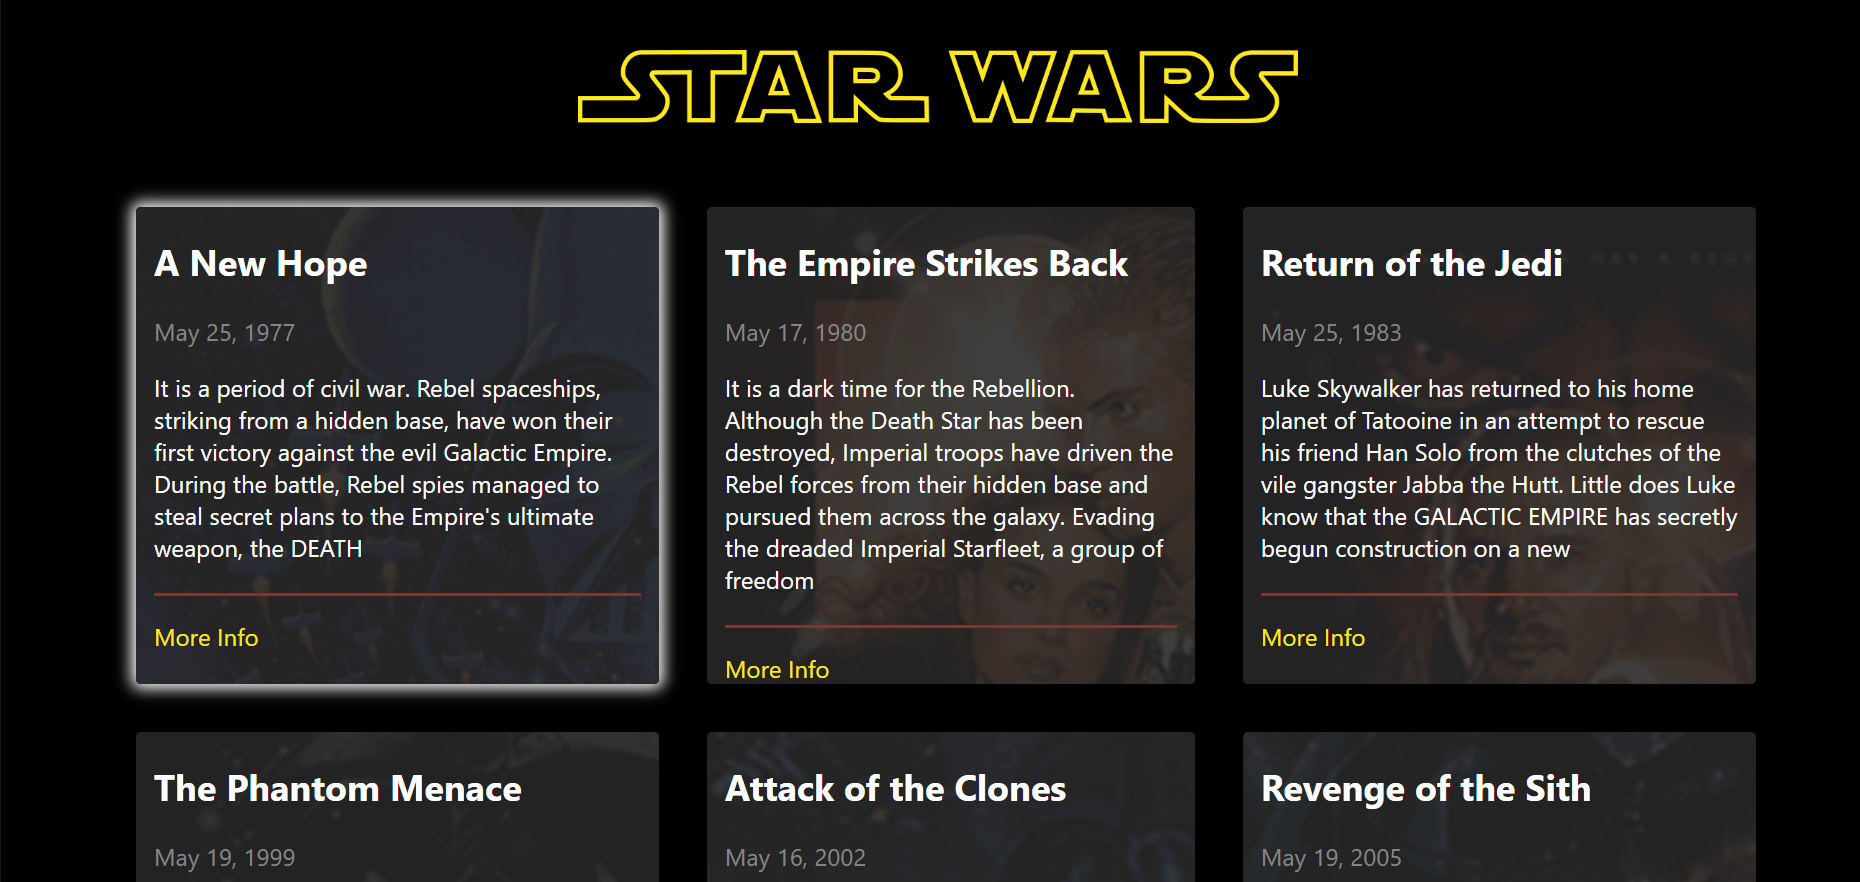 STAR WARS
A New Hope
May 25, 1977
It is a period of civil war. Rebel spaceships,
striking from a hidden base, have won their
first victory against the evil Galactic Empire.
During the battle, Rebel spies managed to
steal secret plans to the Empire's ultimate
weapon, the DEATH
More Info
The Empire Strikes Back
May 17, 1980
It is a dark time for the Rebellion.
Although the Death Star has been
destroyed, Imperial troops have driven the
Rebel forces from their hidden base and
pursued them across the galaxy. Evading
the dreaded Imperial Starfleet, a group of
freedom
More Info
Return of the Jedi
May 25, 1983
Luke Skywalker has returned to his home
planet of Tatooine in an attempt to rescue
his friend Han Solo from the clutches of the
vile gangster Jabba the Hutt. Little does Luke
know that the GALACTIC EMPIRE has secretly
begun construction on a new
More Info
The Phantom Menace
May 19, 1999
Attack of the Clones
May 16, 2002
Revenge of the Sith
May 19, 2005